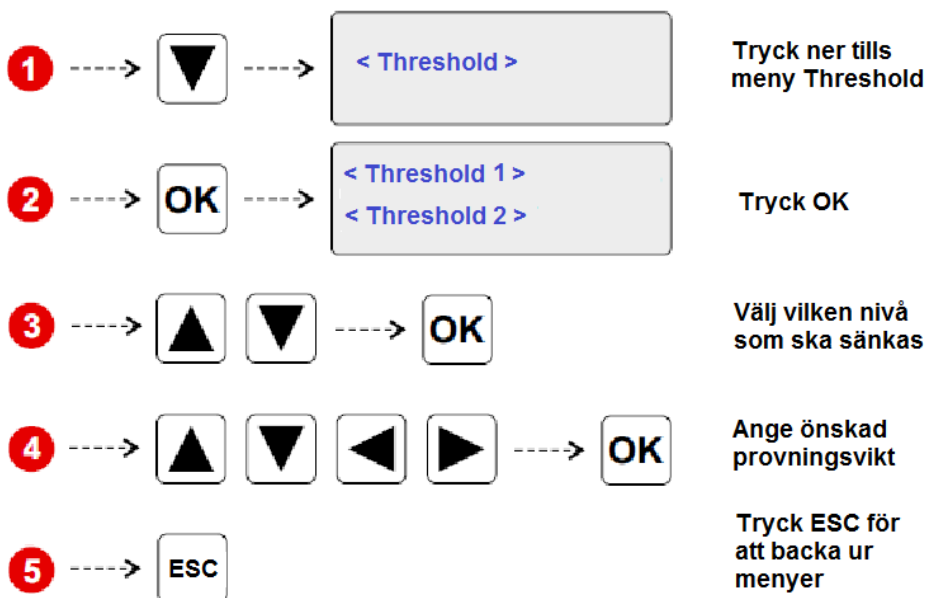 1
< Threshold >
Tryck ner tills
meny Threshold
2
OK
< Threshold 1 >
< Threshold 2 >
Tryck OK
3
OK
Välj vilken nivå
som ska sänkas
4
OK
Ange önskad
provningsvikt
5
ESC
Tryck ESC för
att backa ur
menyer